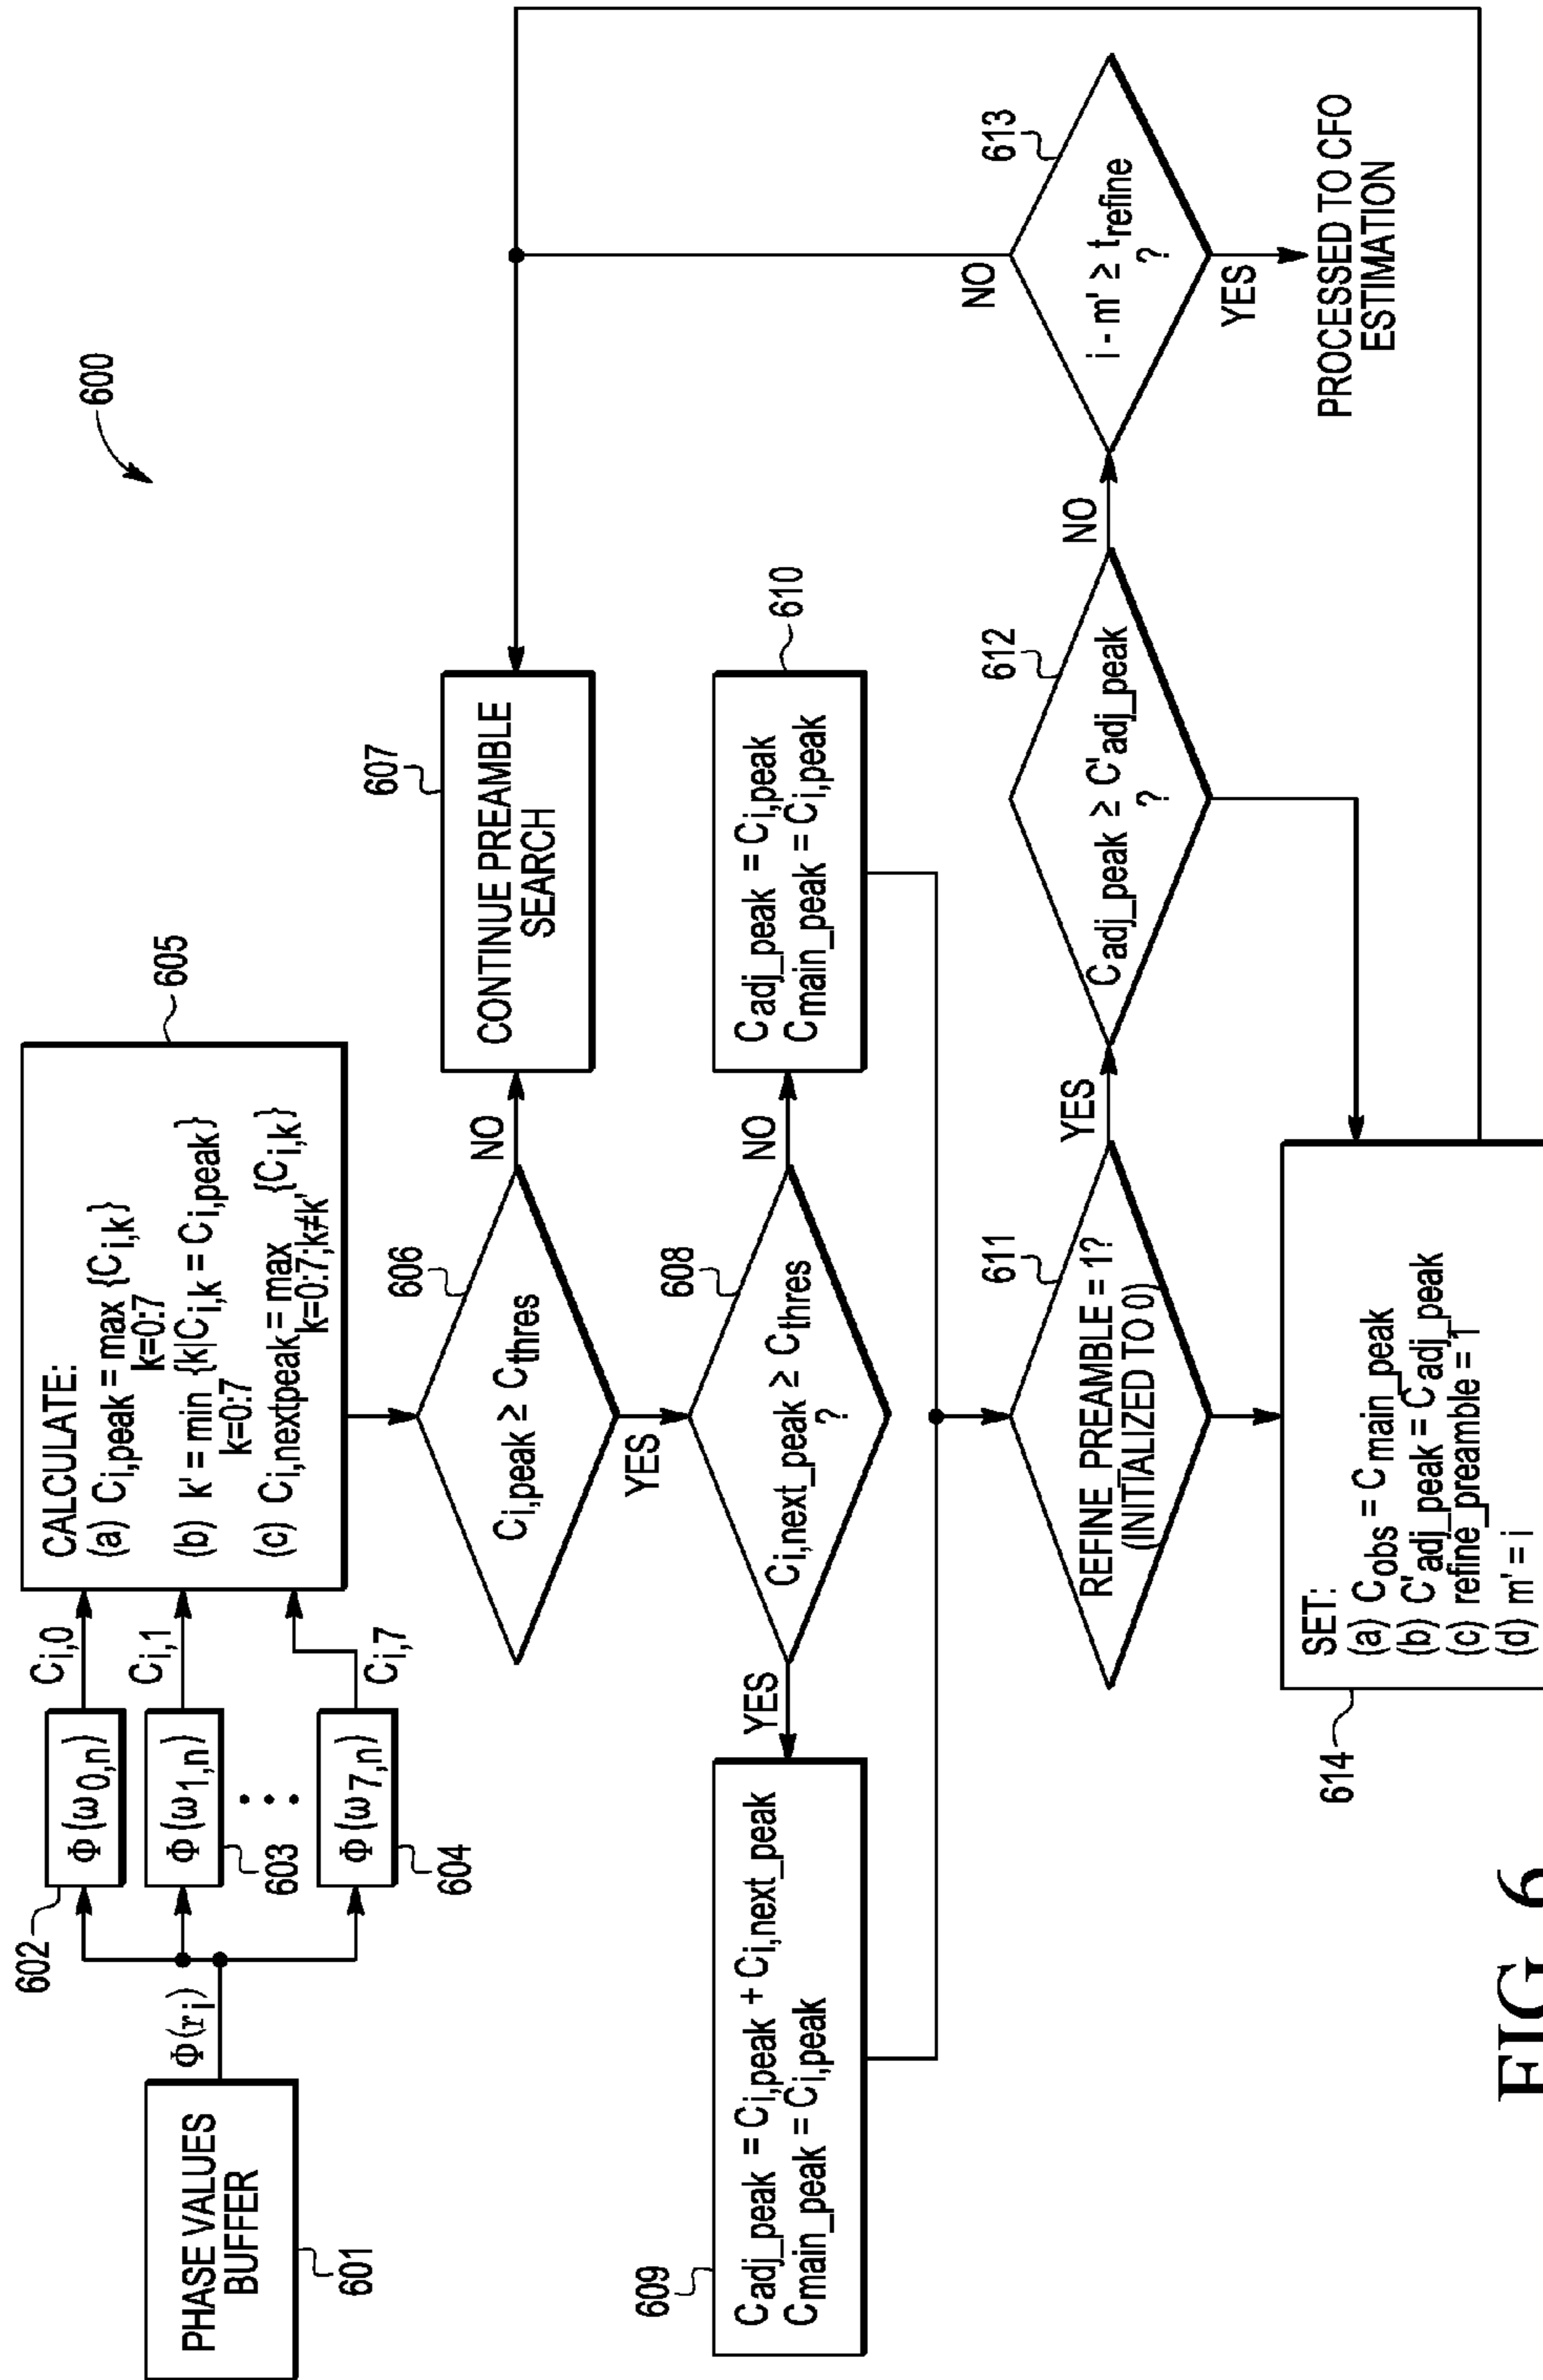 600
PHASE VALUES
BUFFER
601
Φ(ri)
602
Φ(ω0,n)
Φ(ω1,n)
603
Φ(ω7,n)
604
Ci,0
Ci,1
Ci,7
605
CALCULATE:
(a) Ci,peak = max {Ci,k}
k=0:7
(b) k' = min {k|Ci,k = Ci,peak}
k=0:7
(c) Ci,nextpeak = max {Ci,k}
k=0:7;k≠k'
606
Ci,peak ≥ Cthres
NO
YES
607
CONTINUE PREAMBLE
SEARCH
608
Ci,next_peak ≥ Cthres
?
YES
NO
609
Cadj_peak = Ci,peak + Ci,next_peak
Cmain_peak = Ci,peak
610
Cadj_peak = Ci,peak
Cmain_peak = Ci,peak
611
REFINE_PREAMBLE = 1?
(INITIALIZED TO 0)
YES
612
Cadj_peak ≥ C'adj_peak
?
NO
613
i - m' ≥ trefine
?
NO
YES
PROCESSED TO CFO
ESTIMATION
614
SET:
(a) Cobs = Cmain_peak
(b) C'adj_peak = C'adj_peak
(c) refine_preamble = 1
(d) m' = i
FIG. 6